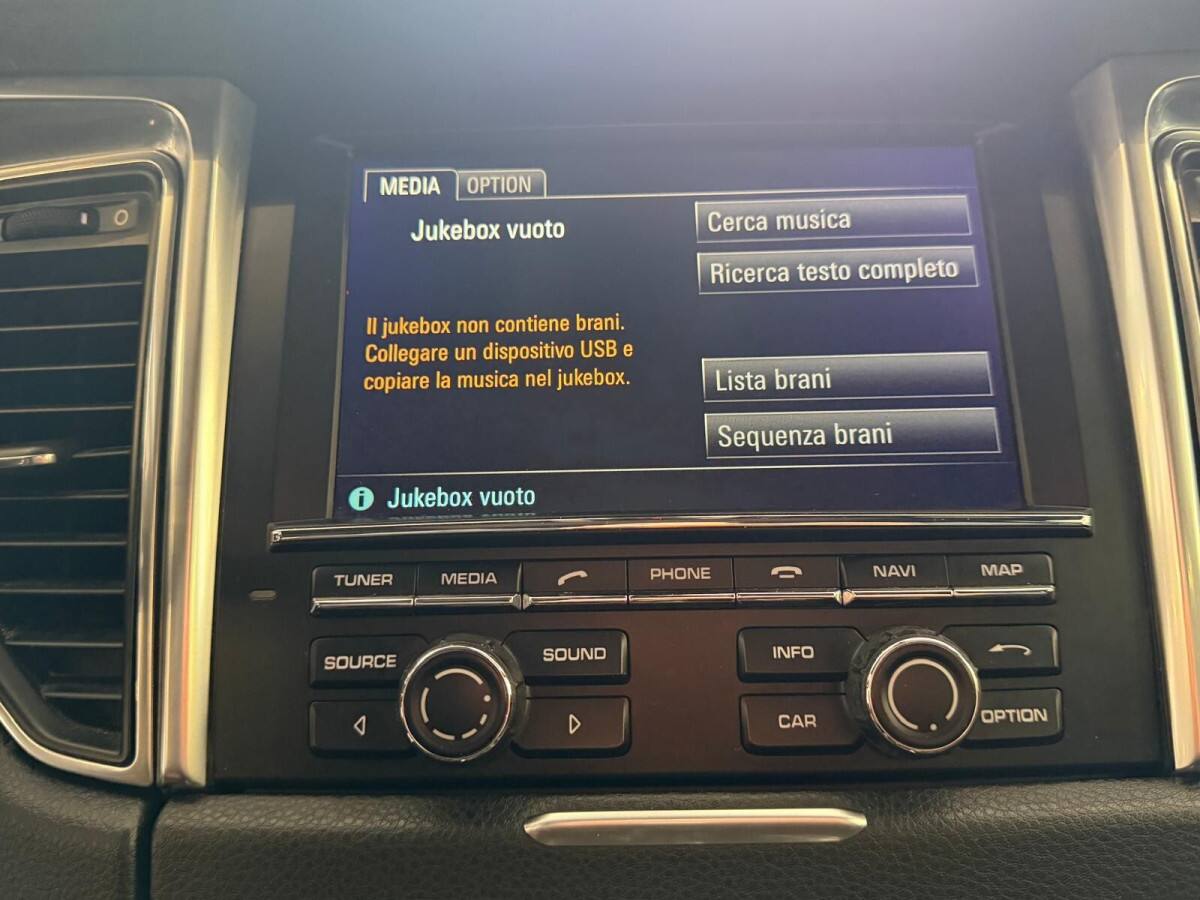 MEDIA OPTION
Jukebox vuoto
Cerca musica
Ricerca testo completo
Il jukebox non contiene brani.
Collegare un dispositivo USB e
copiare la musica nel jukebox.
Lista brani
Sequenza brani
i Jukebox vuoto
TUNER MEDIA PHONE NAVI MAP
SOURCE SOUND INFO
CAR OPTION